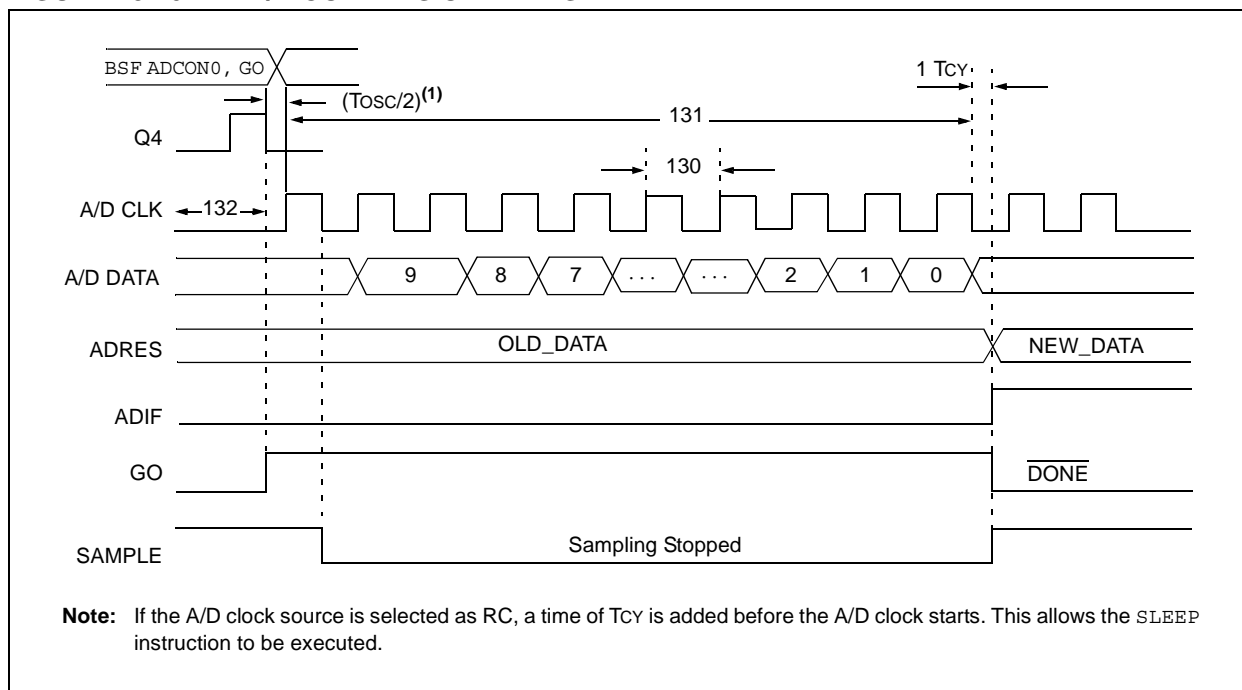 BSF ADCON0, GO
1 TCY
(TOSC/2)(1)
131
Q4
130
A/D CLK
132
A/D DATA
9 8 7 . . . . . . 2 1 0
ADRES
OLD_DATA
NEW_DATA
ADIF
GO
DONE
SAMPLE
Sampling Stopped
Note: If the A/D clock source is selected as RC, a time of TCY is added before the A/D clock starts. This allows the SLEEP
instruction to be executed.